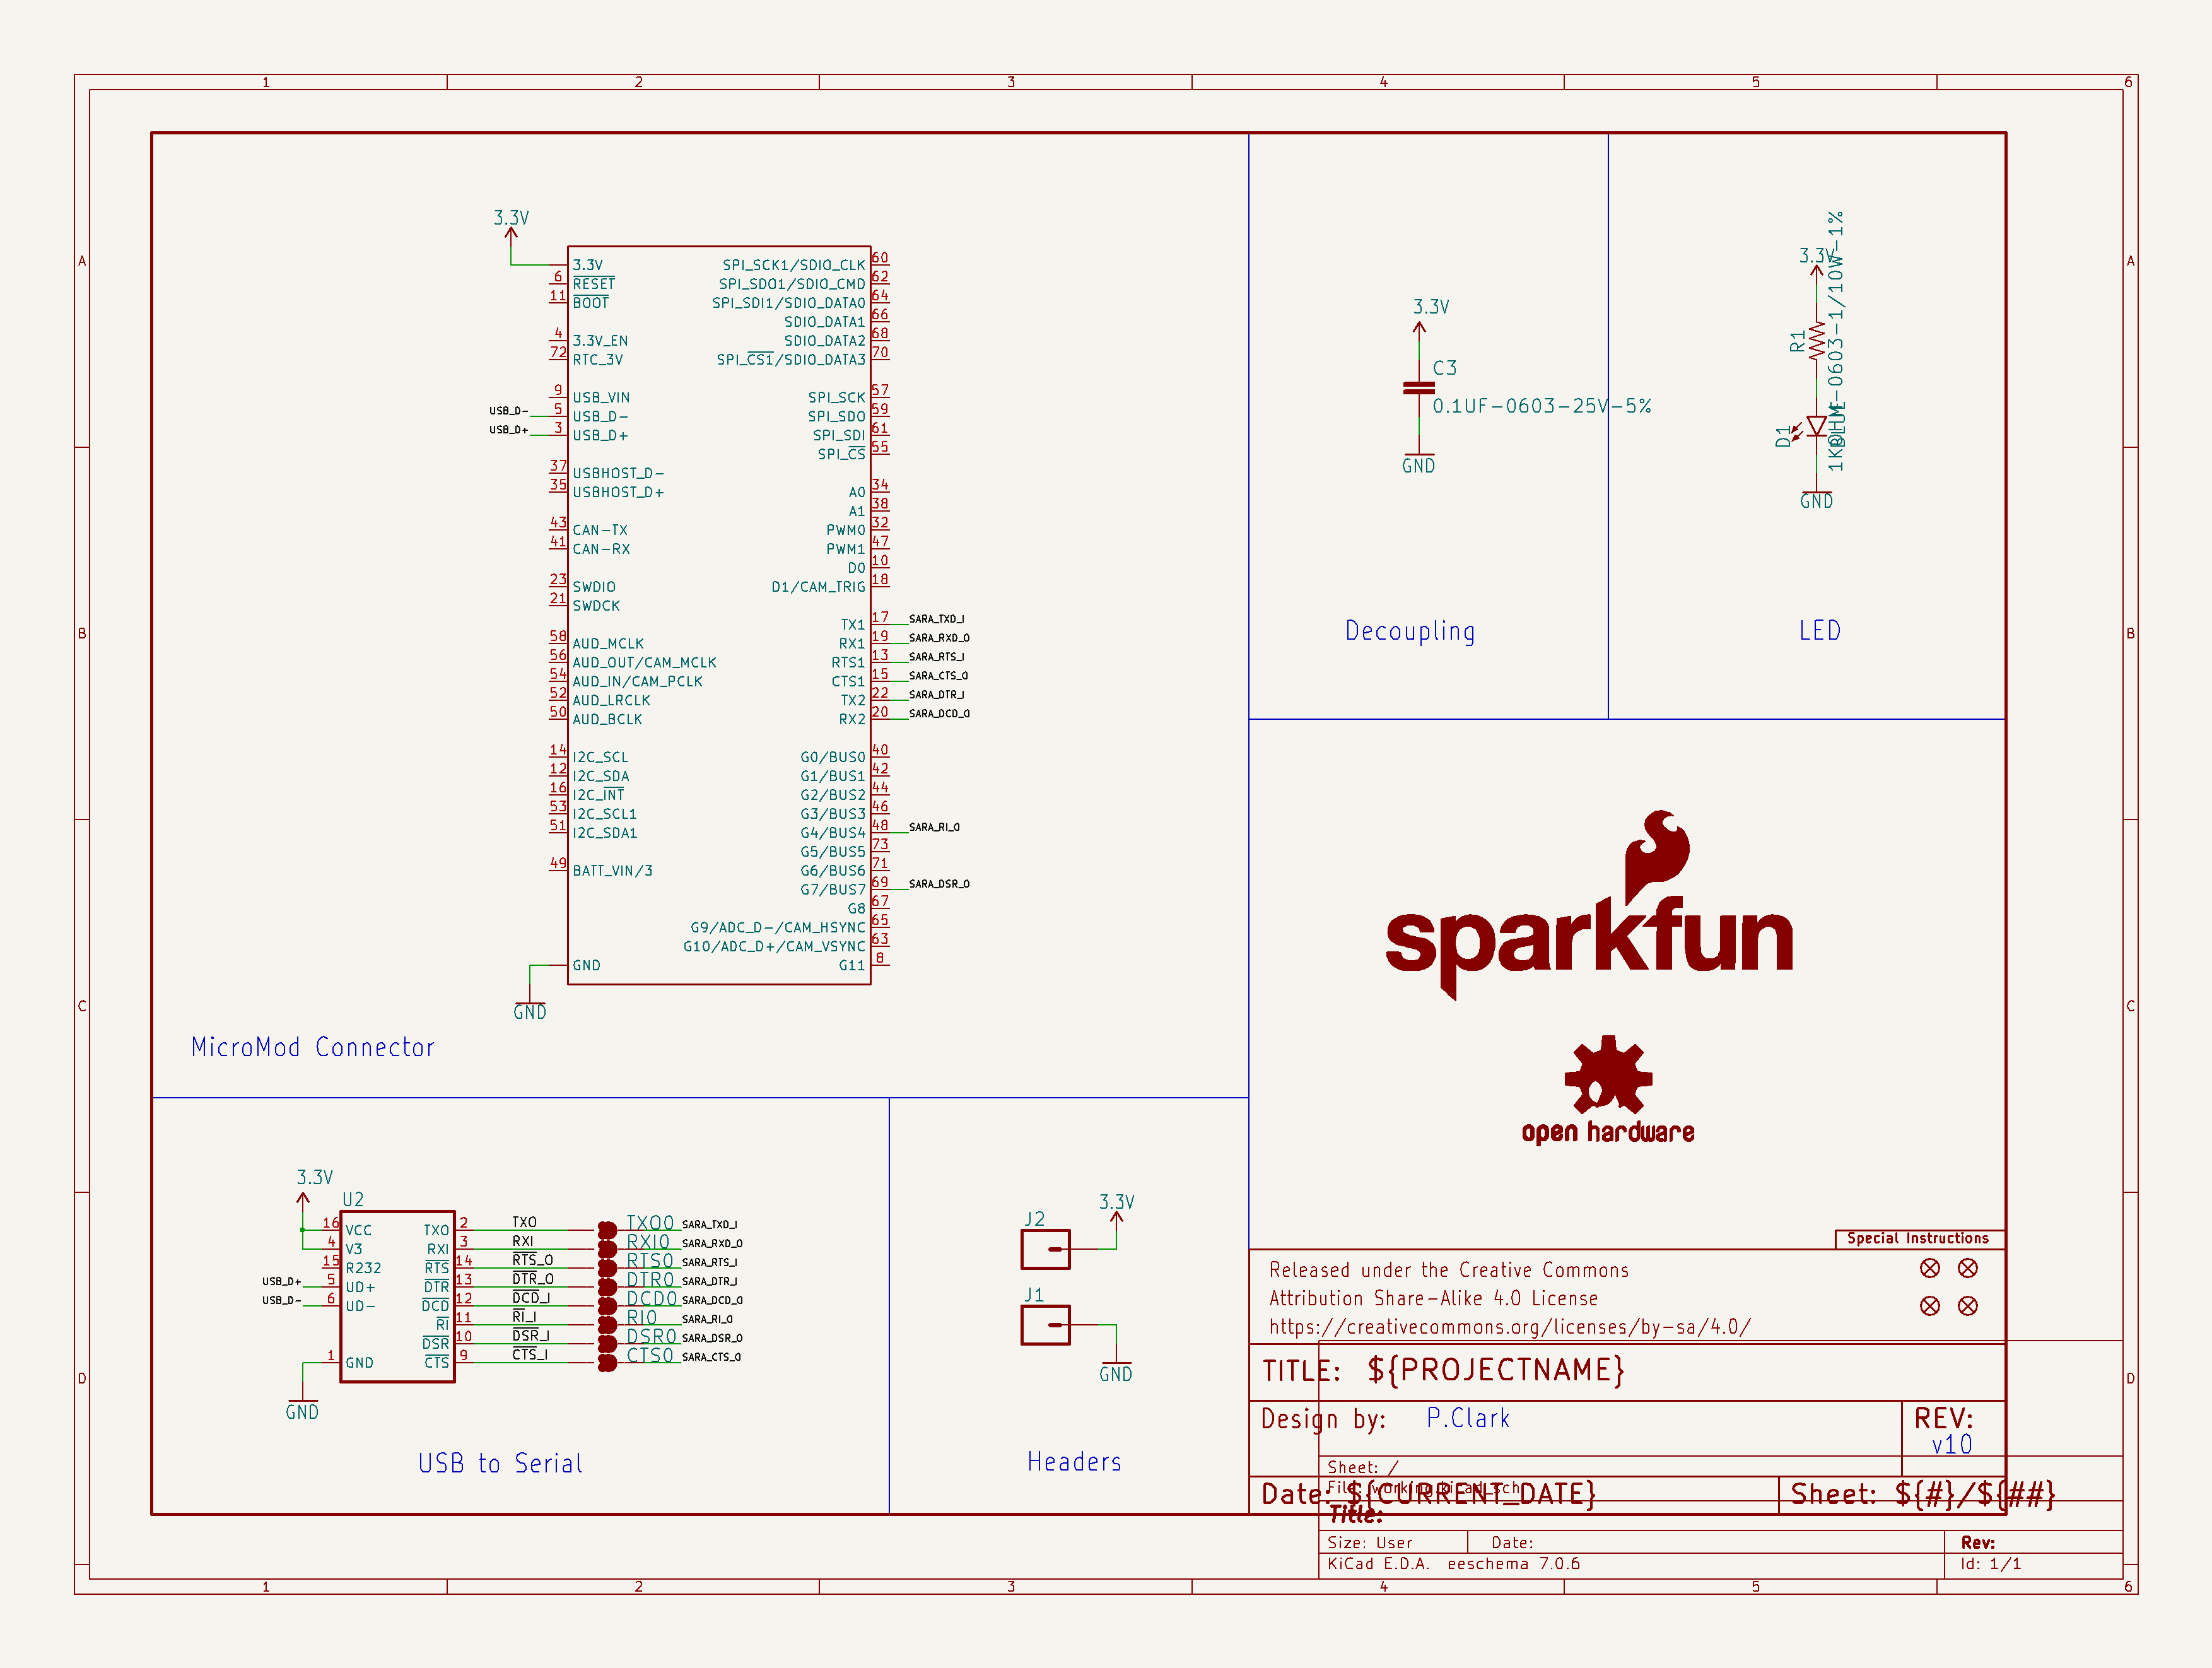 1 2 3 4 5 6
A
B
C
D
A
B
C
D
1 2 3 4 5 6
3.3V
3.3V
6 RESET
11 BOOT
4 3.3V_EN
72 RTC_3V
9 USB_VIN
USB_D- 5 USB_D-
USB_D+ 3 USB_D+
37 USBHOST_D-
35 USBHOST_D+
43 CAN-TX
41 CAN-RX
23 SWDIO
21 SWDCK
58 AUD_MCLK
56 AUD_OUT/CAM_MCLK
54 AUD_IN/CAM_PCLK
52 AUD_LRCLK
50 AUD_BCLK
14 I2C_SCL
12 I2C_SDA
16 I2C_INT
53 I2C_SCL1
51 I2C_SDA1
49 BATT_VIN/3
GND
GND
SPI_SCK1/SDIO_CLK 60
SPI_SDO1/SDIO_CMD 62
SPI_SDI1/SDIO_DATA0 64
SDIO_DATA1 66
SDIO_DATA2 68
SPI_CS1/SDIO_DATA3 70
SPI_SCK 57
SPI_SDO 59
SPI_SDI 61
SPI_CS 55
A0 34
A1 38
PWM0 32
PWM1 47
D0 10
D1/CAM_TRIG 18
TX1 17 SARA_TXD_I
RX1 19 SARA_RXD_O
RTS1 13 SARA_RTS_I
CTS1 15 SARA_CTS_O
TX2 22 SARA_DTR_I
RX2 20 SARA_DCD_O
G0/BUS0 40
G1/BUS1 42
G2/BUS2 44
G3/BUS3 46
G4/BUS4 48 SARA_RI_O
G5/BUS5 73
G6/BUS6 71
G7/BUS7 69 SARA_DSR_O
G8 67
G9/ADC_D-/CAM_HSYNC 65
G10/ADC_D+/CAM_VSYNC 63
G11 8
MicroMod Connector
3.3V
C3
0.1UF-0603-25V-5%
GND
Decoupling
3.3V
R1
1KOHM-0603-1/10W-1%
D1
BLUE
GND
LED
sparkfun
open hardware
3.3V
U2
16 VCC TXO 2 TXO TXO0 SARA_TXD_I
4 V3 RXI 3 RXI RXI0 SARA_RXD_O
15 R232 RTS 14 RTS_O RTS0 SARA_RTS_I
USB_D+ 5 UD+ DTR 13 DTR_O DTR0 SARA_DTR_I
USB_D- 6 UD- DCD 12 DCD_I DCD0 SARA_DCD_O
RI 11 RI_I RI0 SARA_RI_O
DSR 10 DSR_I DSR0 SARA_DSR_O
1 GND CTS 9 CTS_I CTS0 SARA_CTS_O
GND
USB to Serial
3.3V
J2
J1
GND
Headers
Special Instructions
Released under the Creative Commons
Attribution Share-Alike 4.0 License
https://creativecommons.org/licenses/by-sa/4.0/
TITLE: ${PROJECTNAME}
Design by: P.Clark
REV:
v10
Sheet: /
File: working.kicad_sch
Date: ${CURRENT_DATE}
Sheet: ${#}/${##}
Title:
Size: User Date: Rev:
KiCad E.D.A. eeschema 7.0.6 Id: 1/1